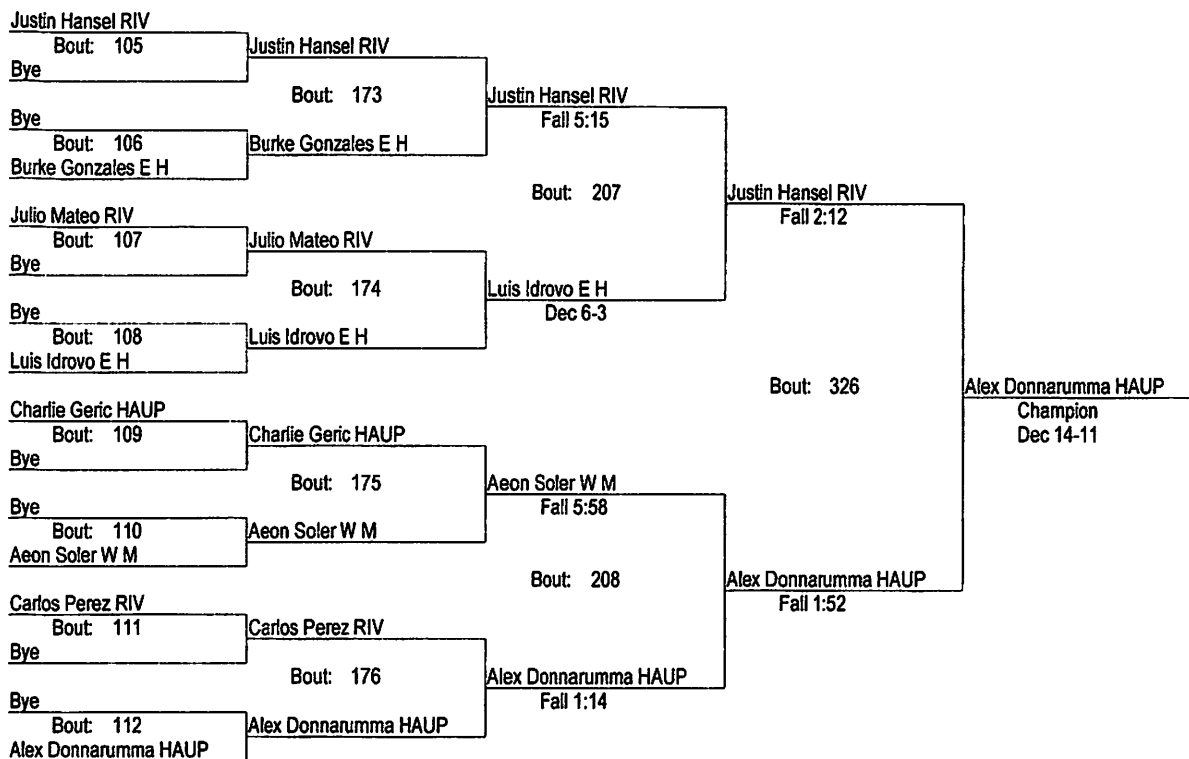 Justin Hansel RIV
Bout: 105
Bye
Justin Hansel RIV
Bout: 173
Bye
Bout: 106
Burke Gonzales E H
Burke Gonzales E H
Justin Hansel RIV
Fall 5:15
Bout: 207
Julio Mateo RIV
Bout: 107
Bye
Julio Mateo RIV
Bout: 174
Bye
Bout: 108
Luis Idrovo E H
Luis Idrovo E H
Luis Idrovo E H
Dec 6-3
Justin Hansel RIV
Fall 2:12
Bout: 326
Charlie Geric HAUP
Bout: 109
Bye
Charlie Geric HAUP
Bout: 175
Bye
Bout: 110
Aeon Soler W M
Aeon Soler W M
Aeon Soler W M
Fall 5:58
Bout: 208
Carlos Perez RIV
Bout: 111
Bye
Carlos Perez RIV
Bout: 176
Bye
Bout: 112
Alex Donnarumma HAUP
Alex Donnarumma HAUP
Alex Donnarumma HAUP
Fall 1:14
Alex Donnarumma HAUP
Fall 1:52
Alex Donnarumma HAUP
Champion
Dec 14-11